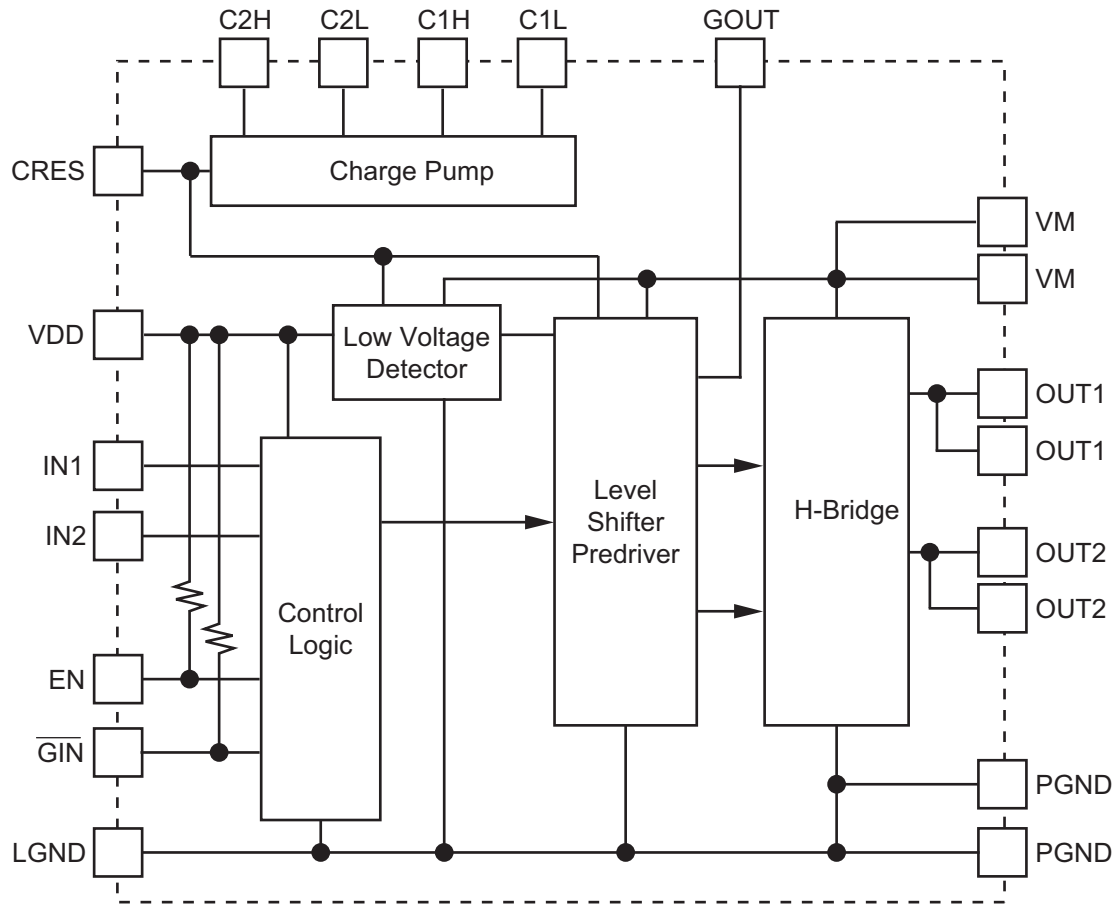 C2H C2L C1H C1L GOUT
CRES
Charge Pump
VM
VM
VDD
Low Voltage
Detector
OUT1
OUT1
IN1
IN2
Level
Shifter
Predriver
H-Bridge
OUT2
OUT2
Control
Logic
EN
G̅I̅N̅
PGND
LGND
PGND